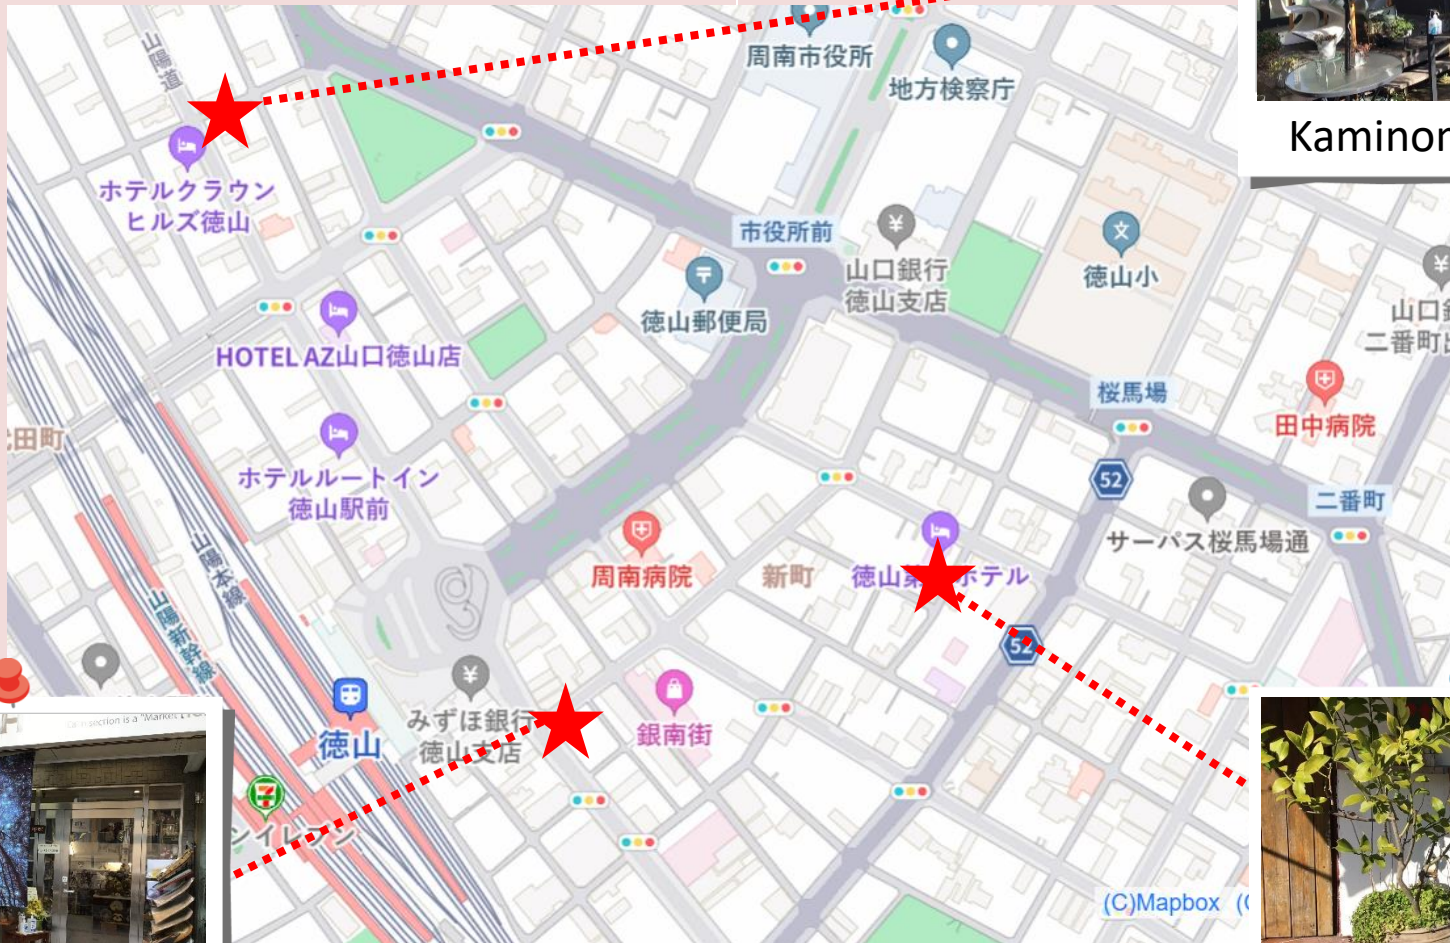 山陽道
周南市役所
地方検察庁
Kaminor
ホテルクラウン
ヒルズ徳山
市役所前
山口銀行
徳山支店
徳山小
徳山郵便局
二番町
HOTEL AZ山口徳山店
桜馬場
田中病院
田町
ホテルルートイン
徳山駅前
52
二番町
サーパス桜馬場通
山陽本線
周南病院
新町
徳山
ホテル
山陽新幹線
52
みずほ銀行
徳山支店
銀南街
徳山
section is a "Market
ンイレブン
(C)Mapbox